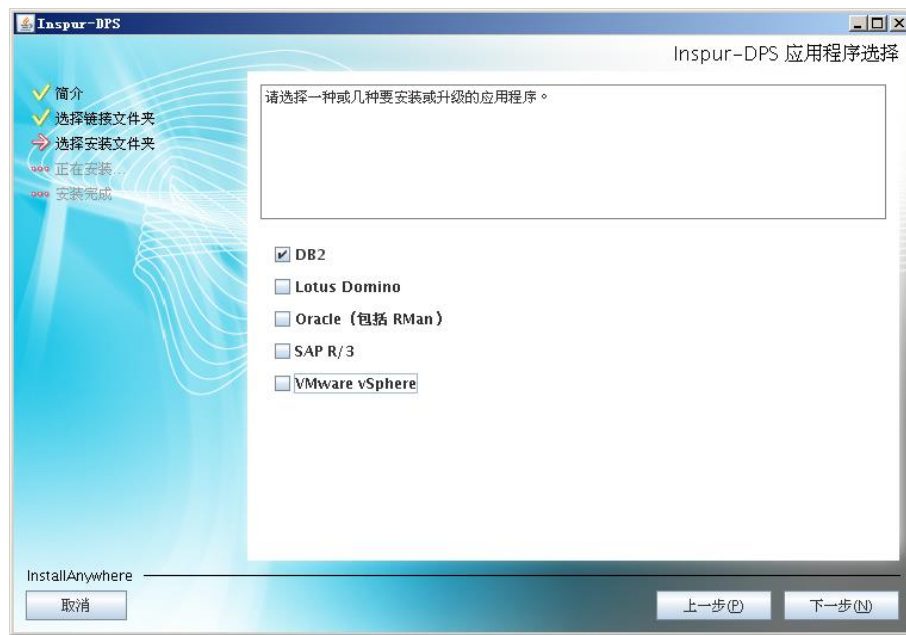 Inspur-DPS
Inspur-DPS 应用程序选择
简介
选择链接文件夹
选择安装文件夹
正在安装...
安装完成
请选择一种或几种要安装或升级的应用程序。
DB2
Lotus Domino
Oracle（包括 RMan）
SAP R/3
VMware vSphere
InstallAnywhere
取消
上一步(P)
下一步(N)